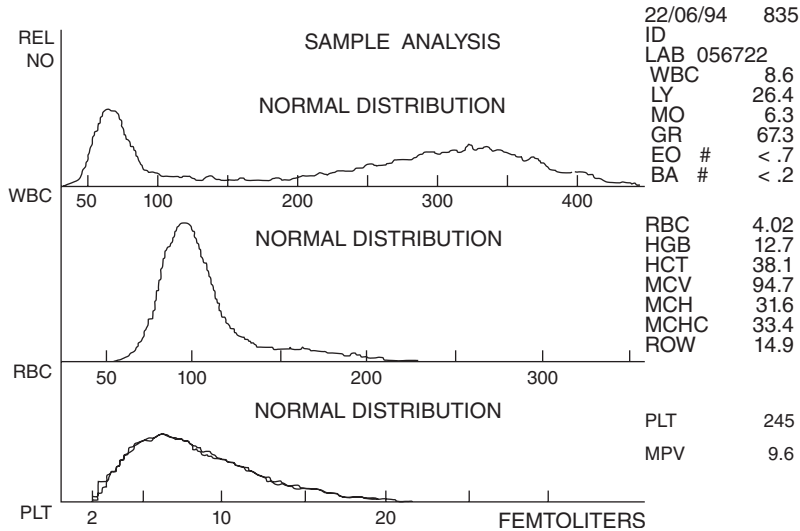 REL
NO
SAMPLE ANALYSIS
NORMAL DISTRIBUTION
WBC
50 100 200 300 400
NORMAL DISTRIBUTION
RBC
50 100 200 300
NORMAL DISTRIBUTION
PLT
2 10 20 FEMTOLITERS
22/06/94 835
ID
LAB 056722
WBC 8.6
LY 26.4
MO 6.3
GR 67.3
EO # < .7
BA # < .2
RBC 4.02
HGB 12.7
HCT 38.1
MCV 94.7
MCH 31.6
MCHC 33.4
ROW 14.9
PLT 245
MPV 9.6